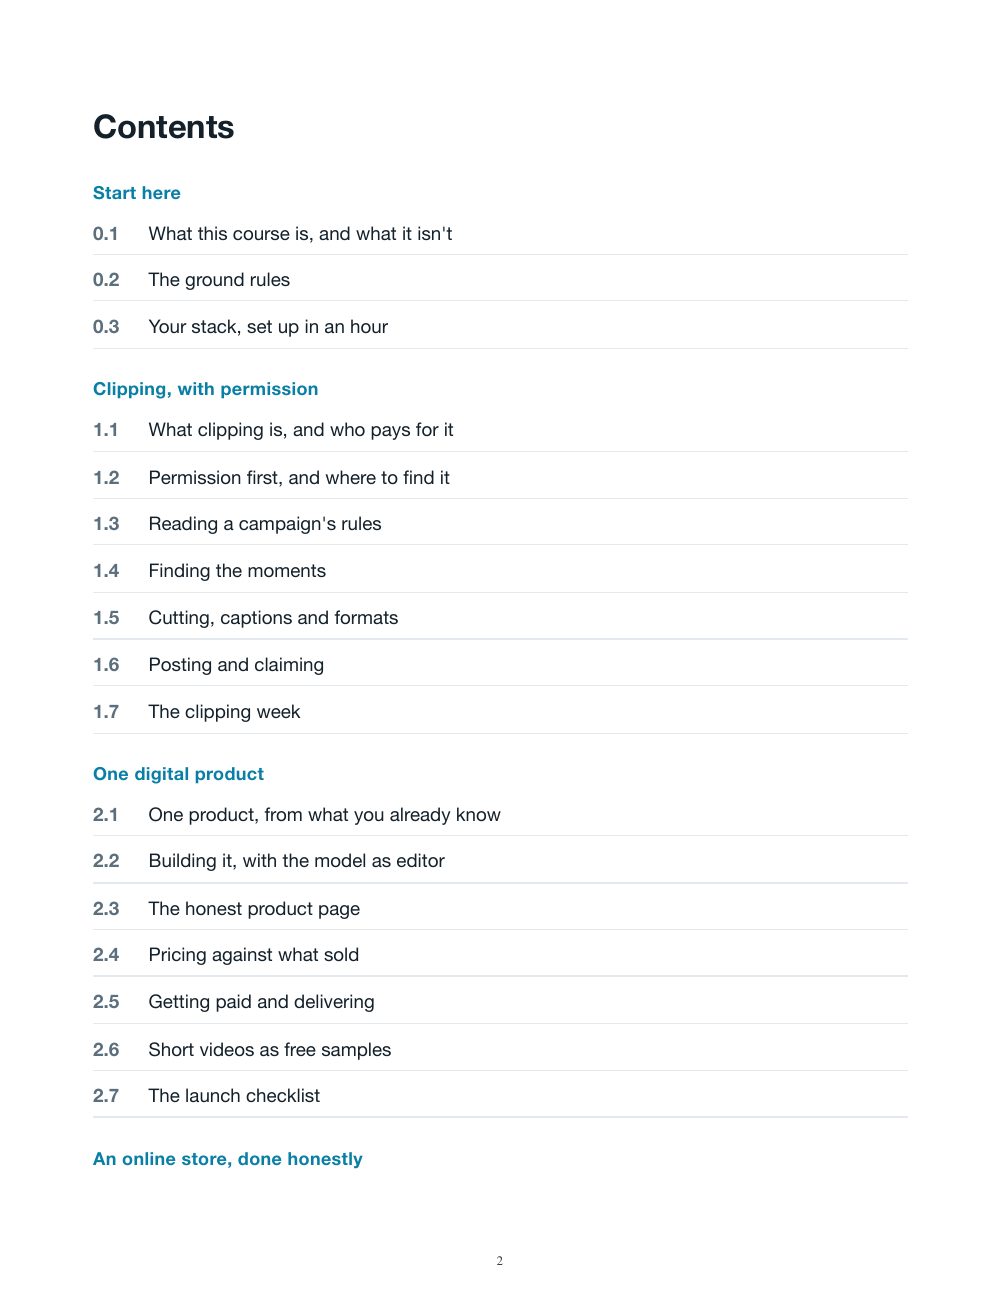 Contents
Start here
0.1 What this course is, and what it isn't
0.2 The ground rules
0.3 Your stack, set up in an hour
Clipping, with permission
1.1 What clipping is, and who pays for it
1.2 Permission first, and where to find it
1.3 Reading a campaign's rules
1.4 Finding the moments
1.5 Cutting, captions and formats
1.6 Posting and claiming
1.7 The clipping week
One digital product
2.1 One product, from what you already know
2.2 Building it, with the model as editor
2.3 The honest product page
2.4 Pricing against what sold
2.5 Getting paid and delivering
2.6 Short videos as free samples
2.7 The launch checklist
An online store, done honestly
2